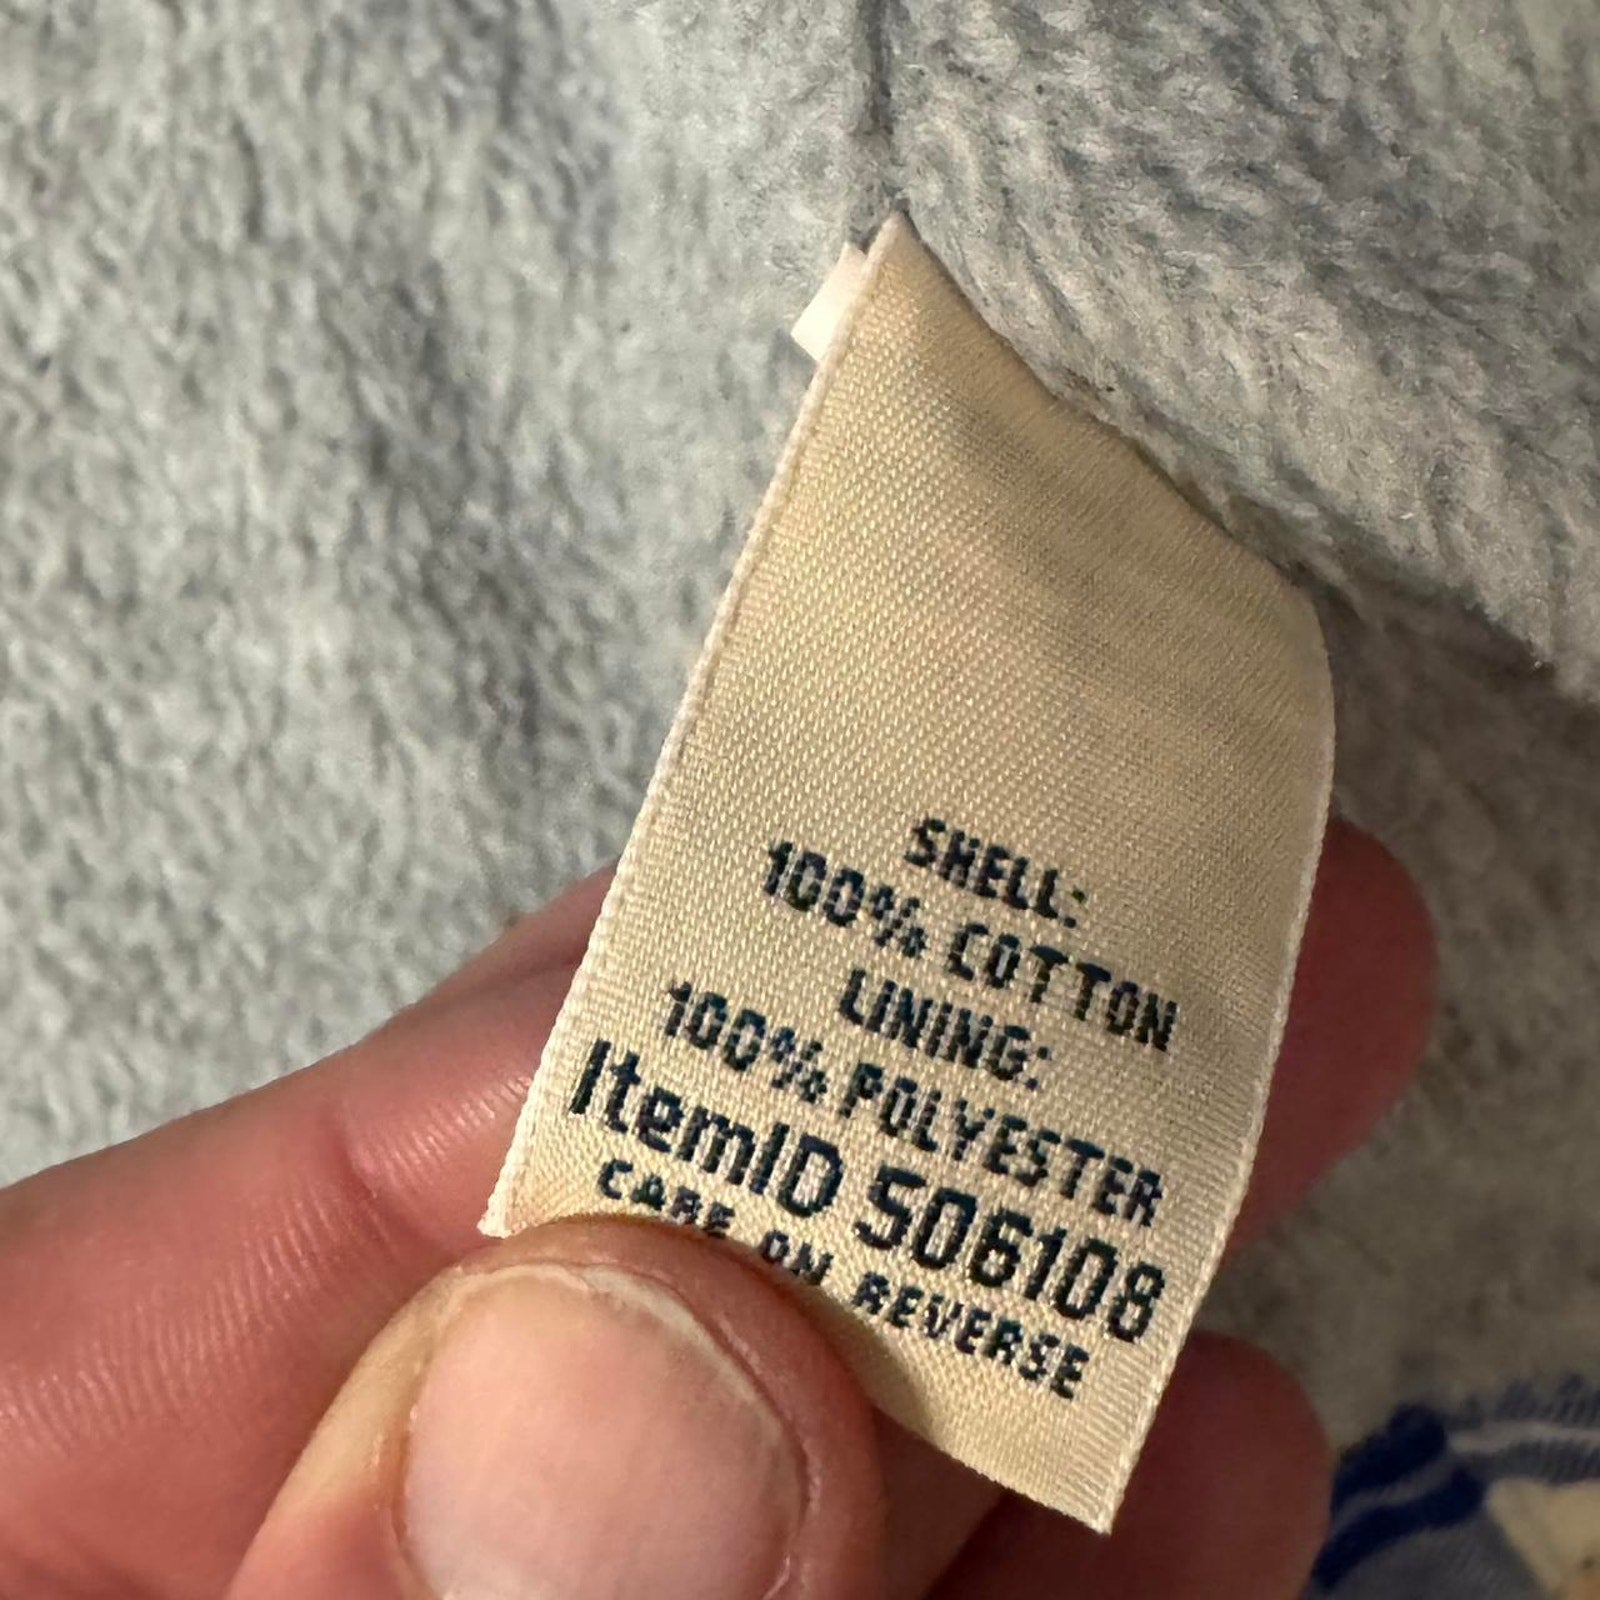 SHELL:
100% COTTON
LINING:
100% POLYESTER
ItemID 506108
CARE ON REVERSE